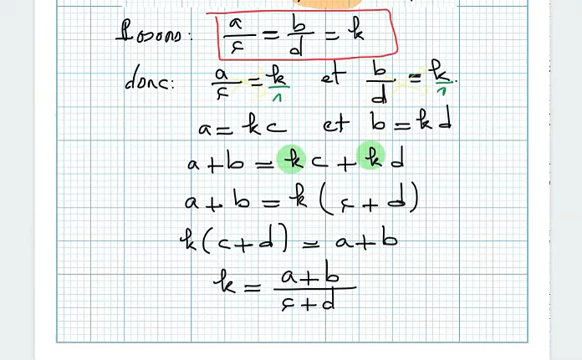 Posons: a/c = b/d = k
donc: a/c = k/1 et b/d = k/1.
a = kc et b = kd
a+b = kc + kd
a+b = k(c+d)
k(c+d) = a+b
k = a+b/c+d